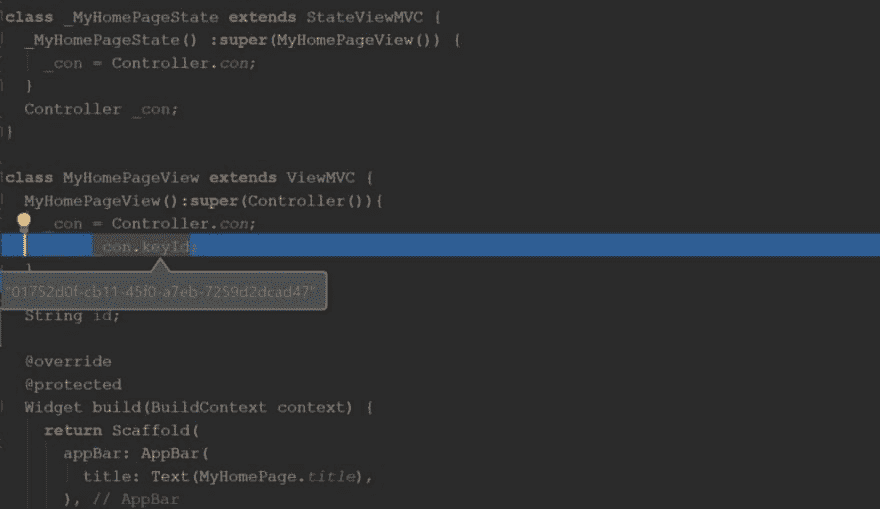 class _MyHomePageState extends StateViewMVC {
  _MyHomePageState() :super(MyHomePageView()) {
    _con = Controller.con;
  }
  Controller _con;
}
class MyHomePageView extends ViewMVC {
  MyHomePageView():super(Controller()){
    _con = Controller.con;
    _con.keyId;
  }
"01752d0f-cb11-45f0-a7eb-7259d2dcad47"
  String id;
  @override
  @protected
  Widget build(BuildContext context) {
    return Scaffold(
      appBar: AppBar(
        title: Text(MyHomePage.title),
      ), // AppBar